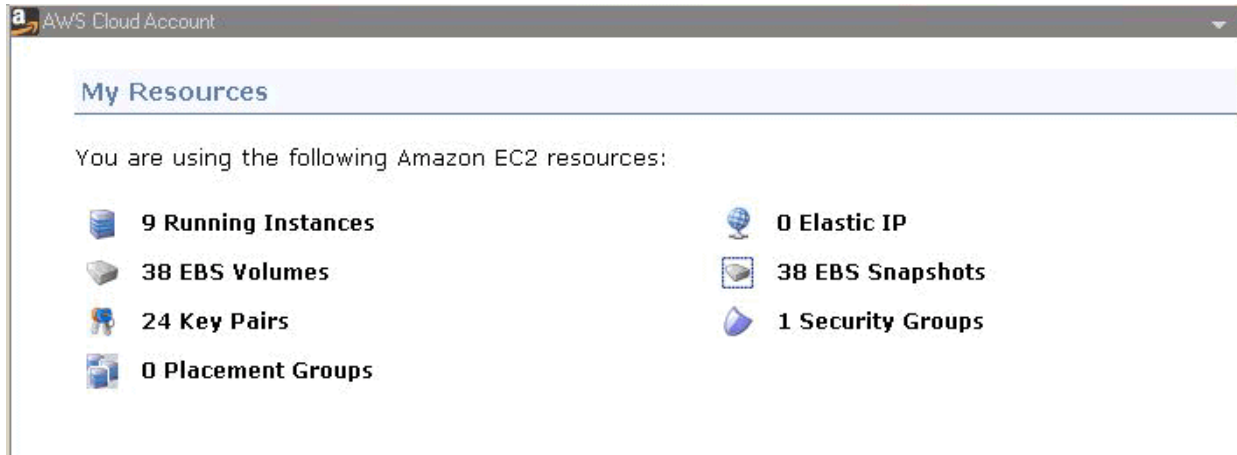 AWS Cloud Account
My Resources
You are using the following Amazon EC2 resources:
9 Running Instances
0 Elastic IP
38 EBS Volumes
38 EBS Snapshots
24 Key Pairs
1 Security Groups
0 Placement Groups